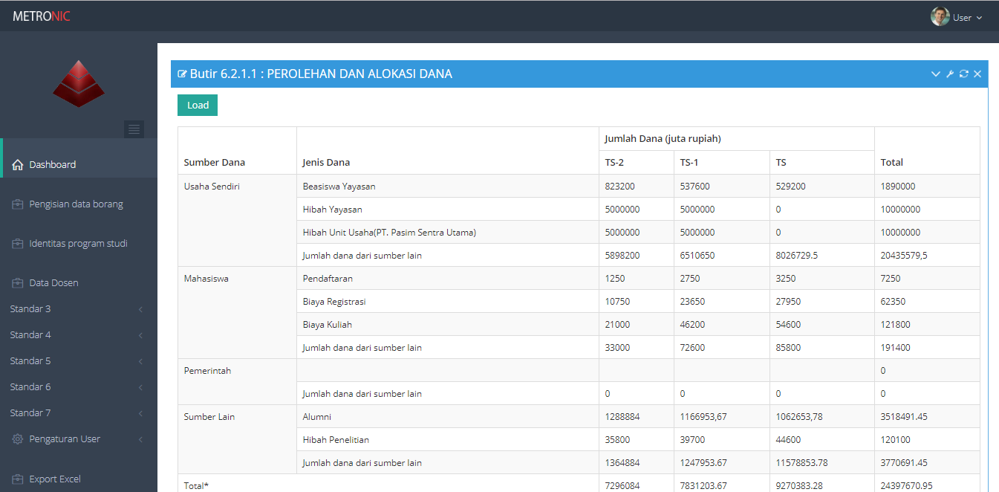 METRONIC
User
Dashboard
Pengisian data borang
Identitas program studi
Data Dosen
Standar 3
Standar 4
Standar 5
Standar 6
Standar 7
Pengaturan User
Export Excel
Butir 6.2.1.1 : PEROLEHAN DAN ALOKASI DANA
Load
Jumlah Dana (juta rupiah)
Sumber Dana Jenis Dana TS-2 TS-1 TS Total
Usaha Sendiri Beasiswa Yayasan 823200 537600 529200 1890000
Hibah Yayasan 5000000 5000000 0 10000000
Hibah Unit Usaha(PT. Pasim Sentra Utama) 5000000 5000000 0 10000000
Jumlah dana dari sumber lain 5898200 6510650 8026729.5 20435579,5
Mahasiswa Pendaftaran 1250 2750 3250 7250
Biaya Registrasi 10750 23650 27950 62350
Biaya Kuliah 21000 46200 54600 121800
Jumlah dana dari sumber lain 33000 72600 85800 191400
Pemerintah 0
Jumlah dana dari sumber lain 0 0 0 0
Sumber Lain Alumni 1288884 1166953,67 1062653,78 3518491.45
Hibah Penelitian 35800 39700 44600 120100
Jumlah dana dari sumber lain 1364884 1247953.67 11578853.78 3770691.45
Total* 7296084 7831203.67 9270383.28 24397670.95